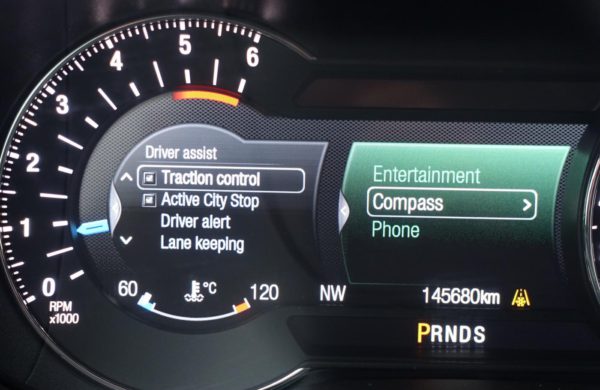 6
5
4
3
2
1
0
RPM
x1000
Driver assist
Traction control
Active City Stop
Driver alert
Lane keeping
Entertainment
Compass >
Phone
60 °C 120
NW
145680km
PRNDS